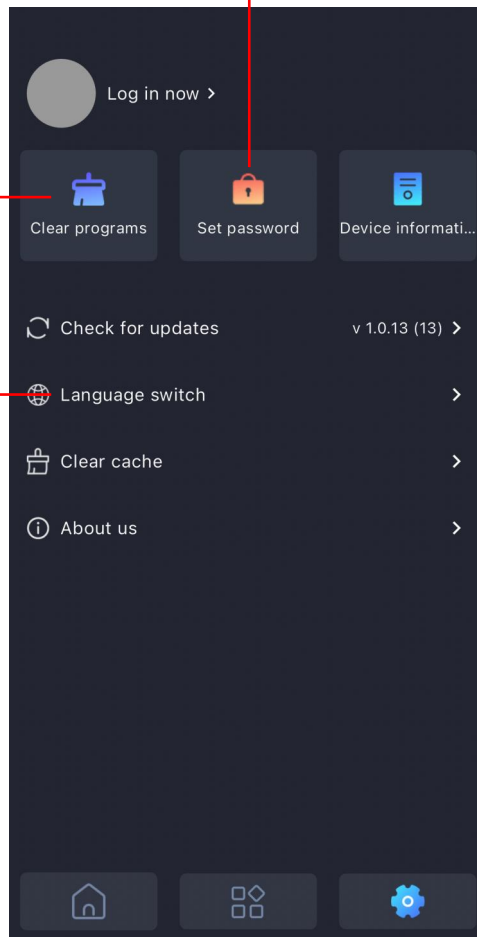 Log in now >
Clear programs
Set password
Device informati...
Check for updates v 1.0.13 (13) >
Language switch >
Clear cache >
About us >